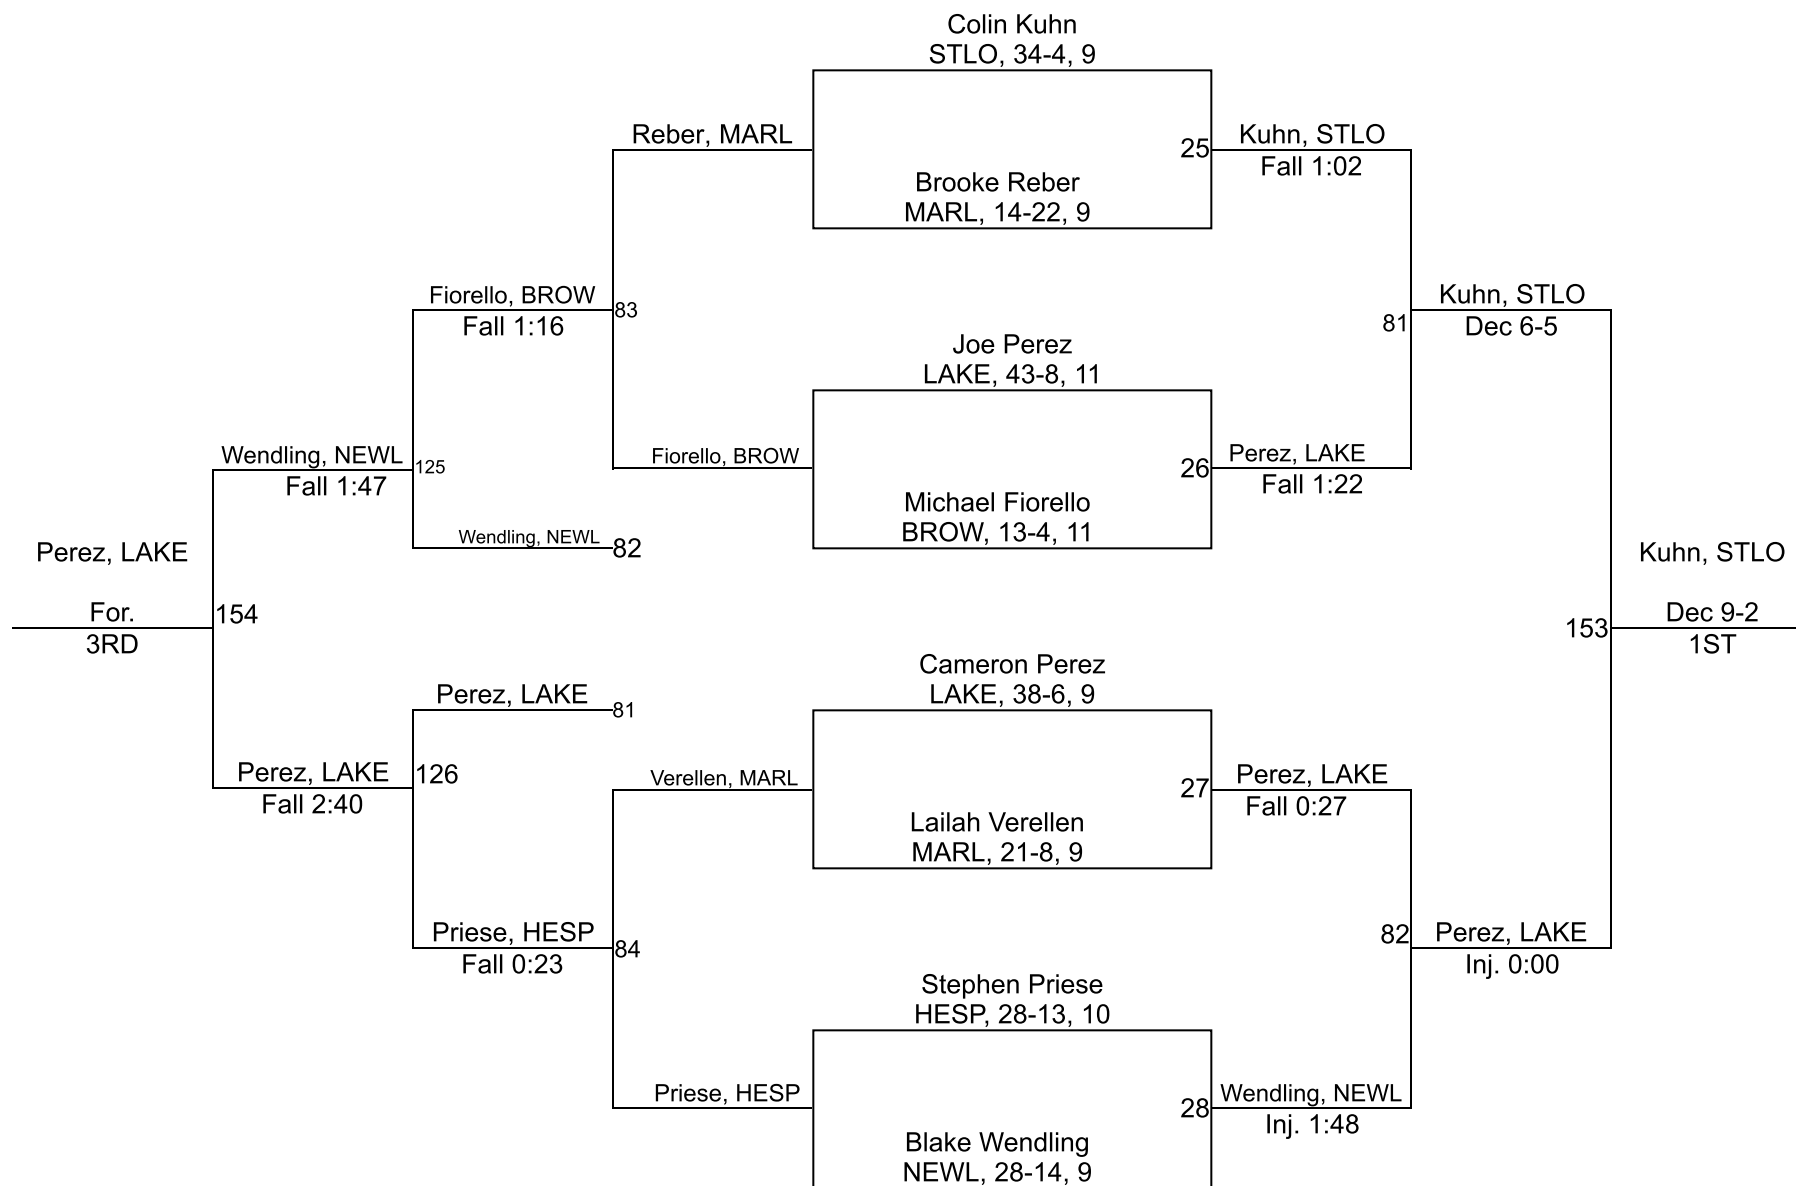 Colin Kuhn
STLO, 34-4, 9
Reber, MARL
25
Kuhn, STLO
Fall 1:02
Brooke Reber
MARL, 14-22, 9
Fiorello, BROW
83
Fall 1:16
Kuhn, STLO
81
Dec 6-5
Joe Perez
LAKE, 43-8, 11
Wendling, NEWL
125
Fall 1:47
Fiorello, BROW
26
Perez, LAKE
Fall 1:22
Michael Fiorello
BROW, 13-4, 11
Wendling, NEWL
82
Perez, LAKE
For.
3RD
154
Kuhn, STLO
153
Dec 9-2
1ST
Cameron Perez
LAKE, 38-6, 9
Perez, LAKE
81
Perez, LAKE
126
Fall 2:40
Verellen, MARL
27
Perez, LAKE
Fall 0:27
Lailah Verellen
MARL, 21-8, 9
Priese, HESP
84
Fall 0:23
82
Perez, LAKE
Inj. 0:00
Stephen Priese
HESP, 28-13, 10
Priese, HESP
28
Wendling, NEWL
Inj. 1:48
Blake Wendling
NEWL, 28-14, 9